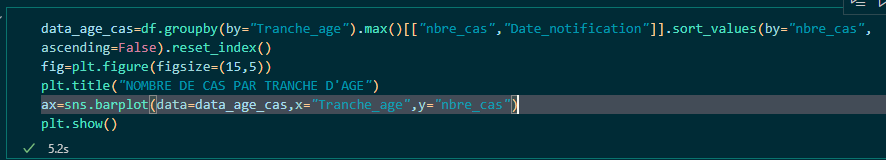 data_age_cas=df.groupby(by="Tranche_age").max()[["nbre_cas","Date_notification"]].sort_values(by="nbre_cas",
ascending=False).reset_index()
fig=plt.figure(figsize=(15,5))
plt.title("NOMBRE DE CAS PAR TRANCHE D'AGE")
ax=sns.barplot(data=data_age_cas,x="Tranche_age",y="nbre_cas")
plt.show()
5.2s